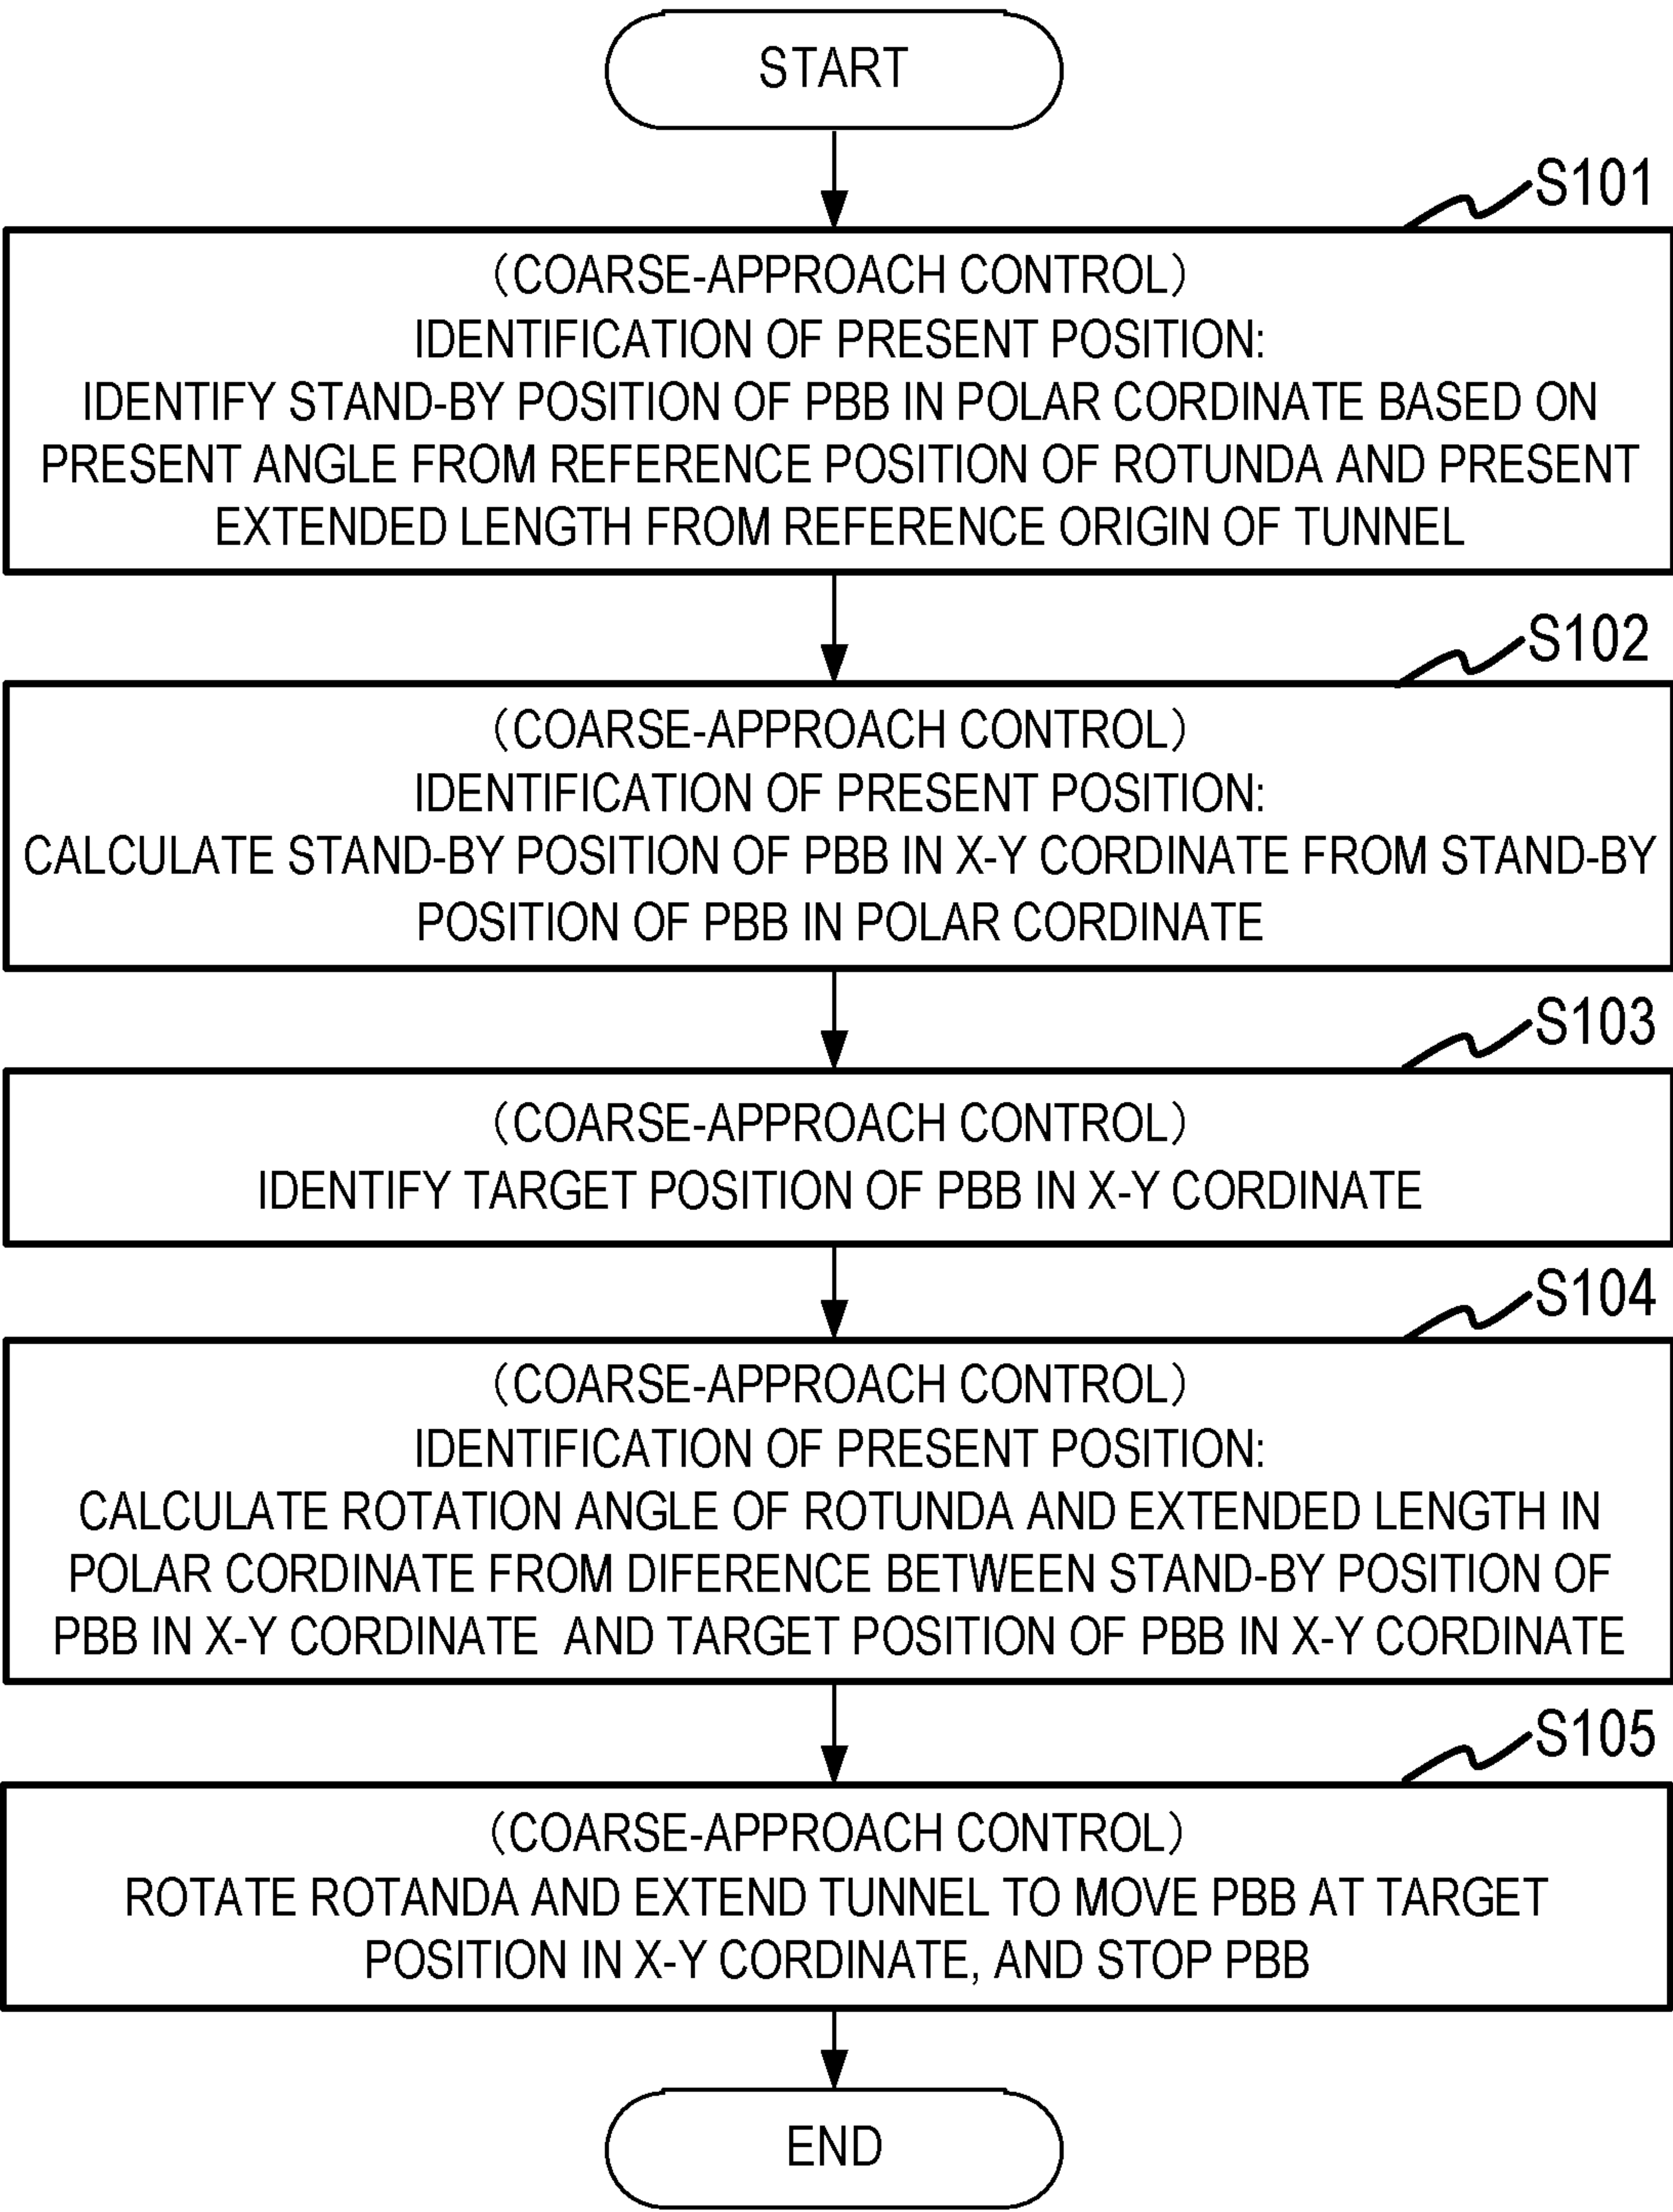 START
S101
(COARSE-APPROACH CONTROL)
IDENTIFICATION OF PRESENT POSITION:
IDENTIFY STAND-BY POSITION OF PBB IN POLAR CORDINATE BASED ON
PRESENT ANGLE FROM REFERENCE POSITION OF ROTUNDA AND PRESENT
EXTENDED LENGTH FROM REFERENCE ORIGIN OF TUNNEL
S102
(COARSE-APPROACH CONTROL)
IDENTIFICATION OF PRESENT POSITION:
CALCULATE STAND-BY POSITION OF PBB IN X-Y CORDINATE FROM STAND-BY
POSITION OF PBB IN POLAR CORDINATE
S103
(COARSE-APPROACH CONTROL)
IDENTIFY TARGET POSITION OF PBB IN X-Y CORDINATE
S104
(COARSE-APPROACH CONTROL)
IDENTIFICATION OF PRESENT POSITION:
CALCULATE ROTATION ANGLE OF ROTUNDA AND EXTENDED LENGTH IN
POLAR CORDINATE FROM DIFERENCE BETWEEN STAND-BY POSITION OF
PBB IN X-Y CORDINATE AND TARGET POSITION OF PBB IN X-Y CORDINATE
S105
(COARSE-APPROACH CONTROL)
ROTATE ROTANDA AND EXTEND TUNNEL TO MOVE PBB AT TARGET
POSITION IN X-Y CORDINATE, AND STOP PBB
END